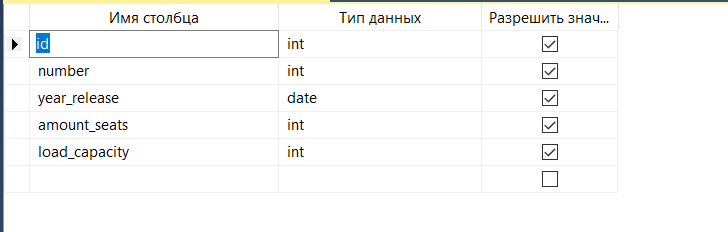 Имя столбца Тип данных Разрешить знач...
id int
number int
year_release date
amount_seats int
load_capacity int